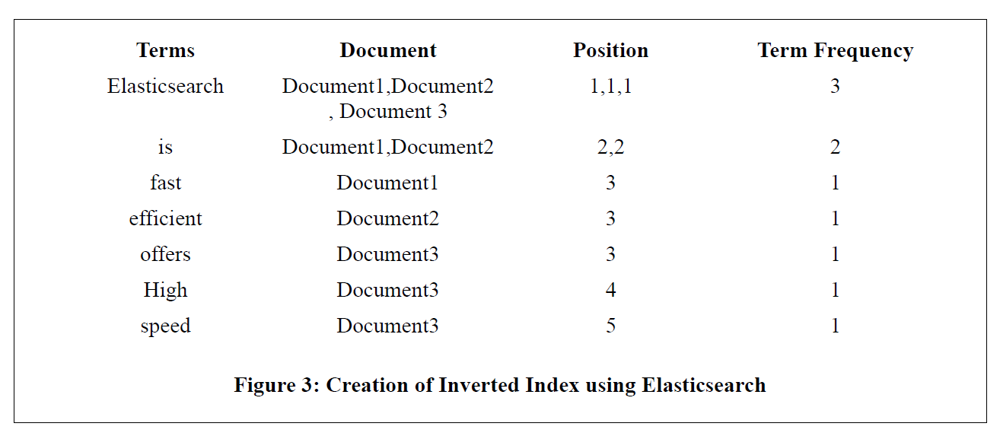 Terms Document Position Term Frequency
Elasticsearch Document1,Document2 1,1,1 3
, Document 3
is Document1,Document2 2,2 2
fast Document1 3 1
efficient Document2 3 1
offers Document3 3 1
High Document3 4 1
speed Document3 5 1
Figure 3: Creation of Inverted Index using Elasticsearch